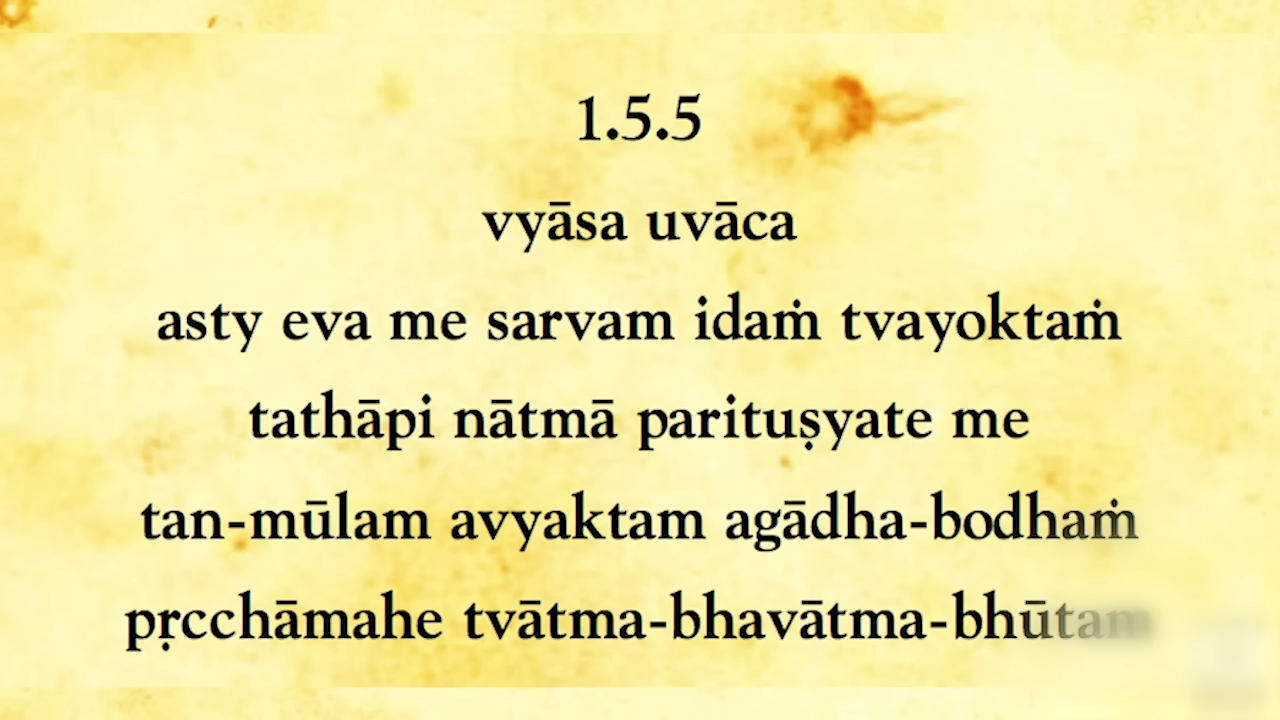 1.5.5
vyāsa uvāca
asty eva me sarvam idaṁ tvayoktaṁ
tathāpi nātmā parituṣyate me
tan-mūlam avyaktam agādha-bodhaṁ
pṛcchāmahe tvātma-bhavātma-bhūtam